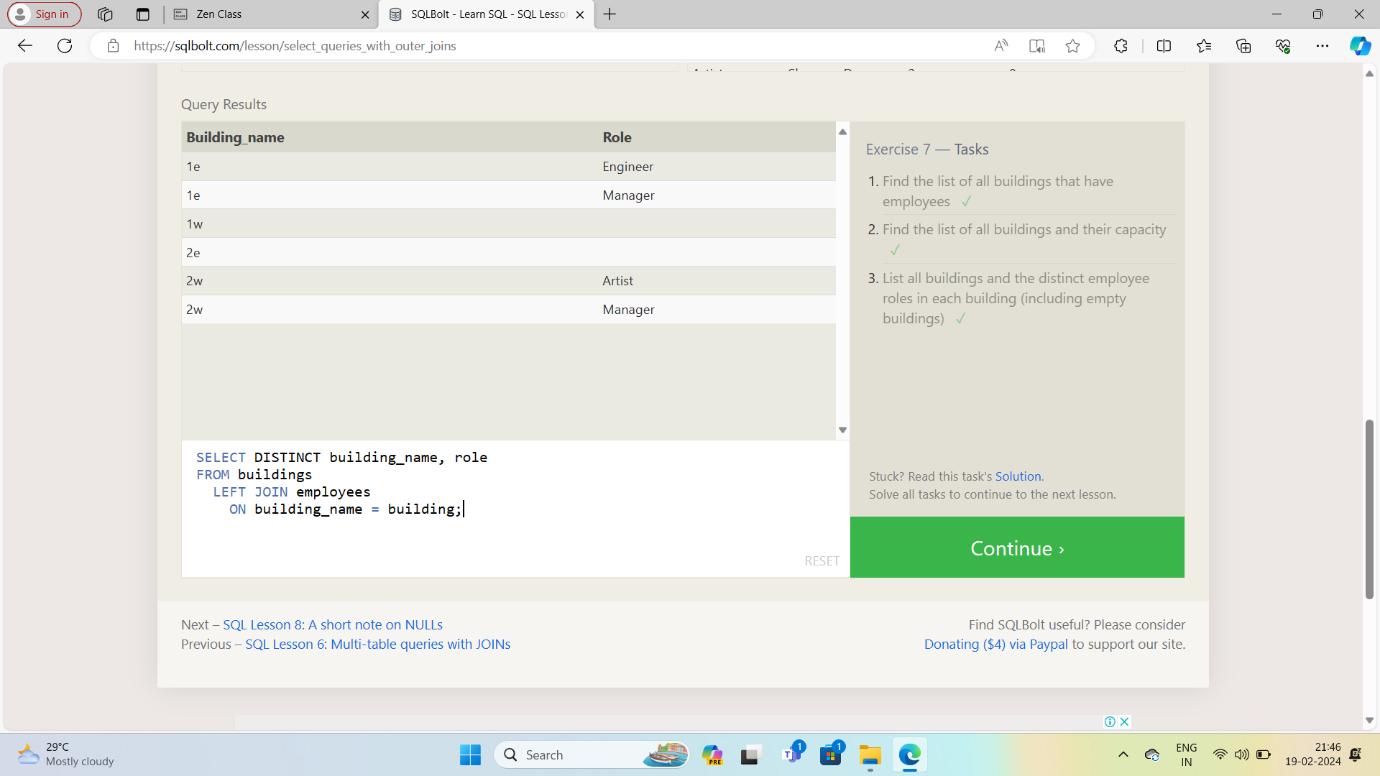 Sign in
Zen Class
SQLBolt - Learn SQL - SQL Lesso
https://sqlbolt.com/lesson/select_queries_with_outer_joins
Query Results
Building_name Role
1e Engineer
1e Manager
1w
2e
2w Artist
2w Manager
Exercise 7 — Tasks
1. Find the list of all buildings that have
employees ✓
2. Find the list of all buildings and their capacity
✓
3. List all buildings and the distinct employee
roles in each building (including empty
buildings) ✓
SELECT DISTINCT building_name, role
FROM buildings
LEFT JOIN employees
ON building_name = building;
RESET
Stuck? Read this task's Solution.
Solve all tasks to continue to the next lesson.
Continue ›
Next – SQL Lesson 8: A short note on NULLs
Previous – SQL Lesson 6: Multi-table queries with JOINs
Find SQLBolt useful? Please consider
Donating ($4) via Paypal to support our site.
29°C
Mostly cloudy
Search
PRE
1
1
ENG
IN
21:46
19-02-2024